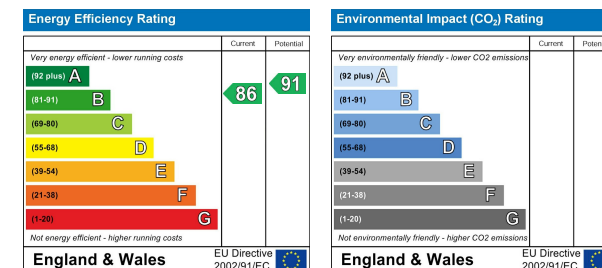 Energy Efficiency Rating
Current Potential
Very energy efficient - lower running costs
(92 plus) A
(81-91) B
(69-80) C
(55-68) D
(39-54) E
(21-38) F
(1-20) G
86
91
Not energy efficient - higher running costs
England & Wales
EU Directive
2002/91/EC
Environmental Impact (CO₂) Rating
Current Poten
Very environmentally friendly - lower CO2 emissions
(92 plus) A
(81-91) B
(69-80) C
(55-68) D
(39-54) E
(21-38) F
(1-20) G
Not environmentally friendly - higher CO2 emissions
England & Wales
EU Directive
2002/91/EC